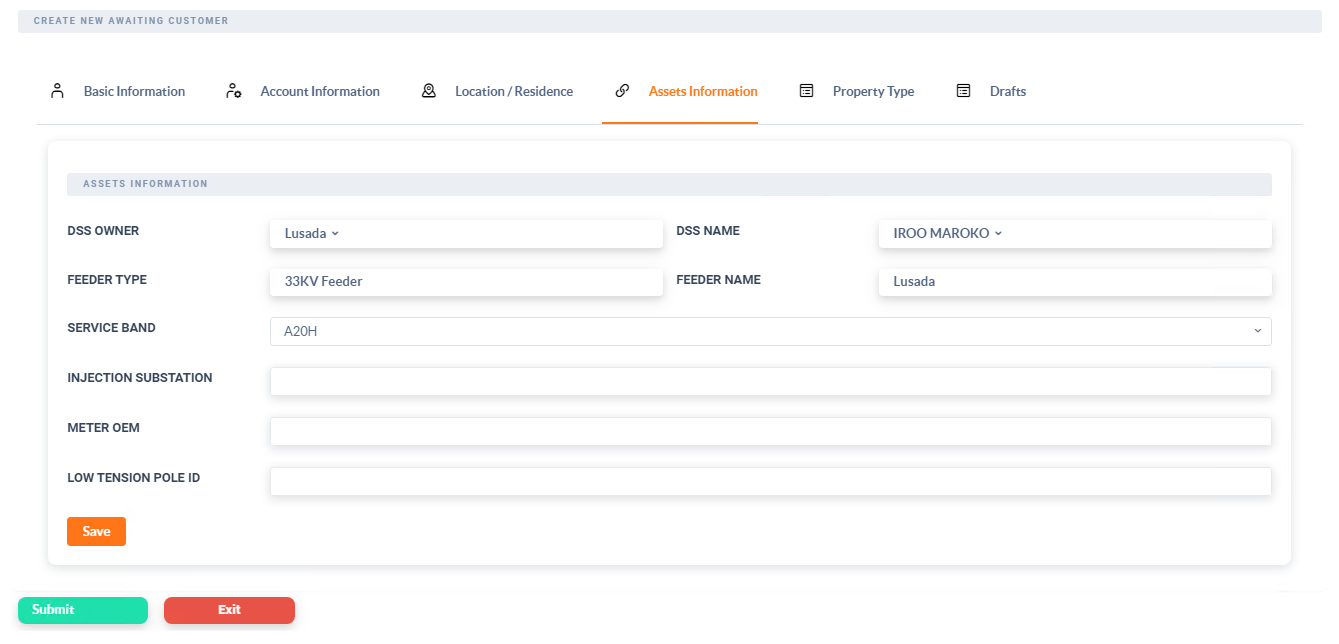 CREATE NEW AWAITING CUSTOMER
Basic Information Account Information Location / Residence Assets Information Property Type Drafts
ASSETS INFORMATION
DSS OWNER Lusada DSS NAME IROO MAROKO
FEEDER TYPE 33KV Feeder FEEDER NAME Lusada
SERVICE BAND A20H
INJECTION SUBSTATION
METER OEM
LOW TENSION POLE ID
Save
Submit Exit